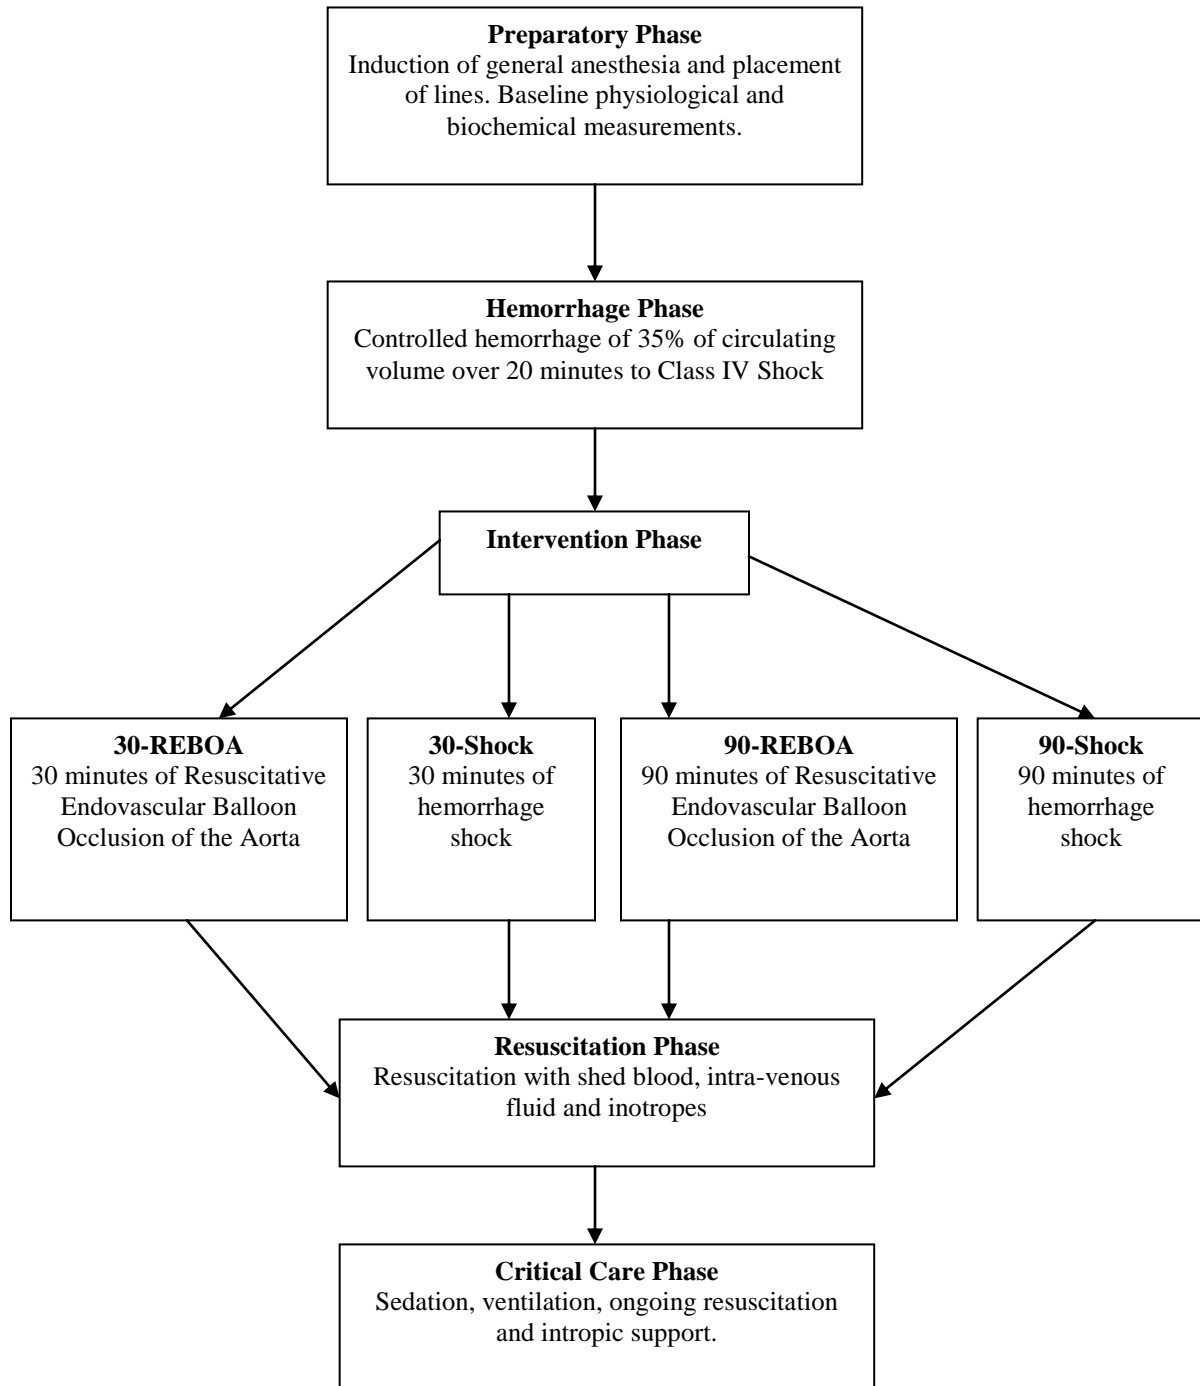 Preparatory Phase
Induction of general anesthesia and placement
of lines. Baseline physiological and
biochemical measurements.
Hemorrhage Phase
Controlled hemorrhage of 35% of circulating
volume over 20 minutes to Class IV Shock
Intervention Phase
30-REBOA
30 minutes of Resuscitative
Endovascular Balloon
Occlusion of the Aorta
30-Shock
30 minutes of
hemorrhage
shock
90-REBOA
90 minutes of Resuscitative
Endovascular Balloon
Occlusion of the Aorta
90-Shock
90 minutes of
hemorrhage
shock
Resuscitation Phase
Resuscitation with shed blood, intra-venous
fluid and inotropes
Critical Care Phase
Sedation, ventilation, ongoing resuscitation
and intropic support.